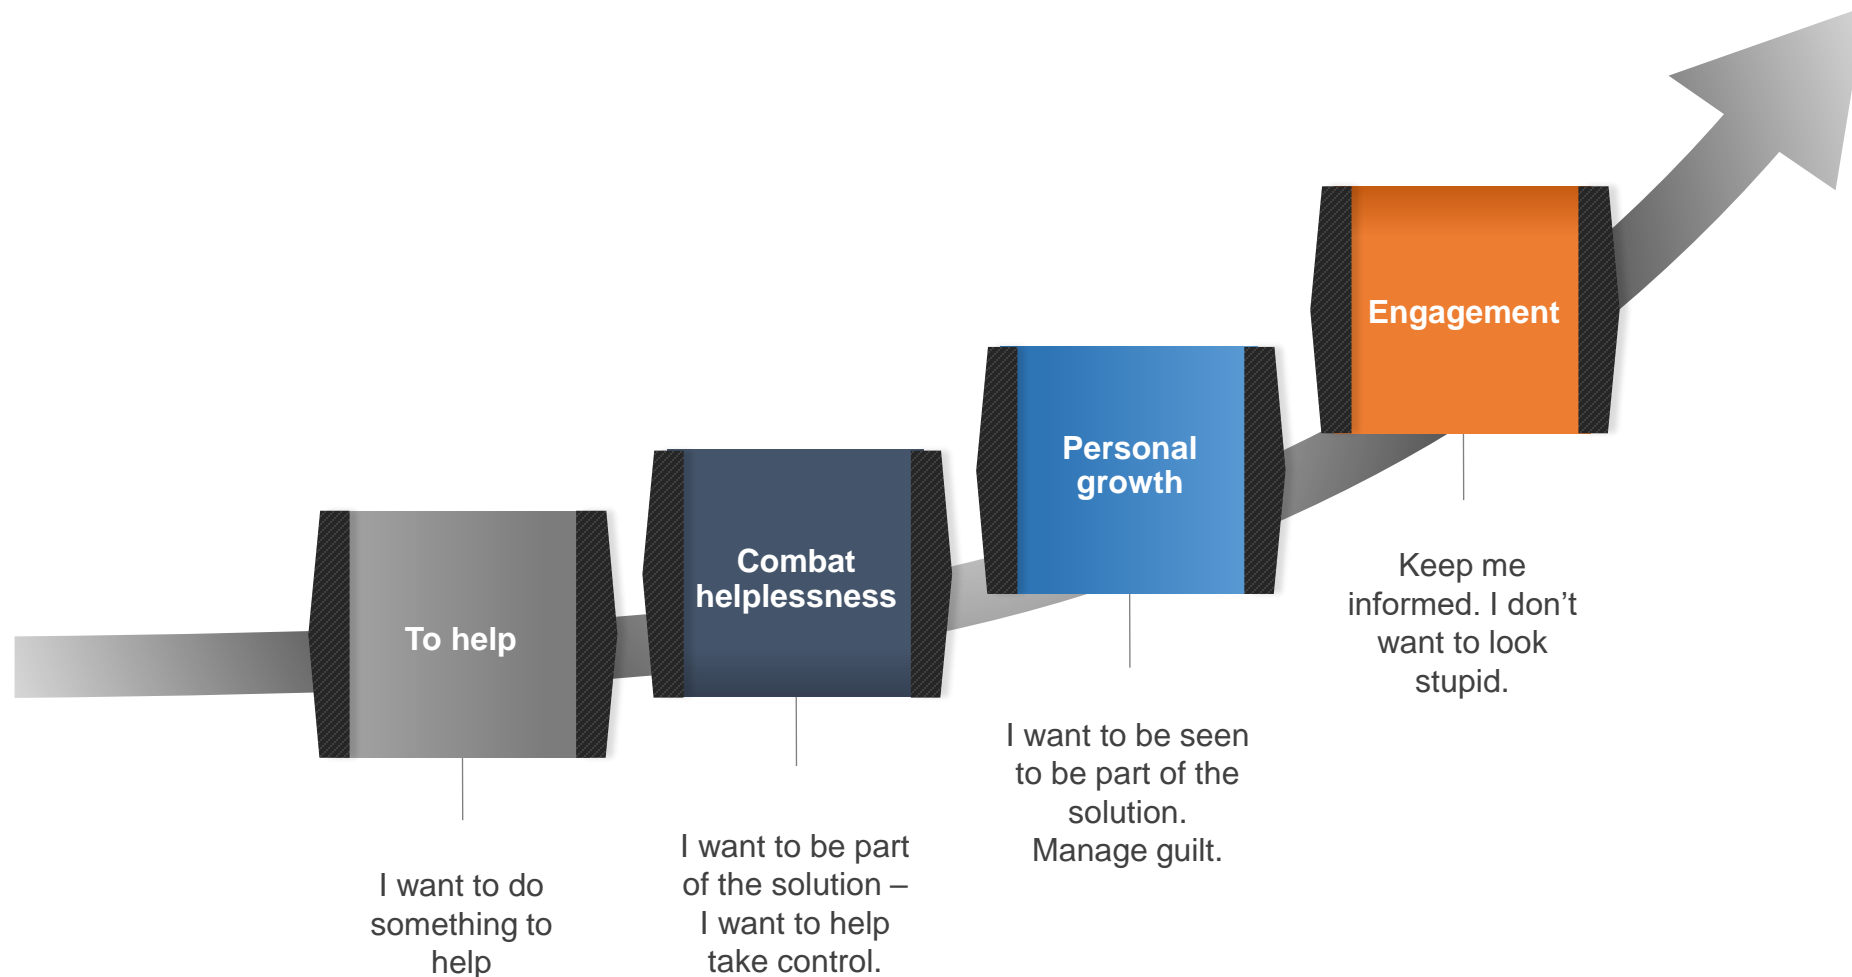 To help
I want to do
something to
help
Combat
helplessness
I want to be part
of the solution –
I want to help
take control.
Personal
growth
I want to be seen
to be part of the
solution.
Manage guilt.
Engagement
Keep me
informed. I don’t
want to look
stupid.